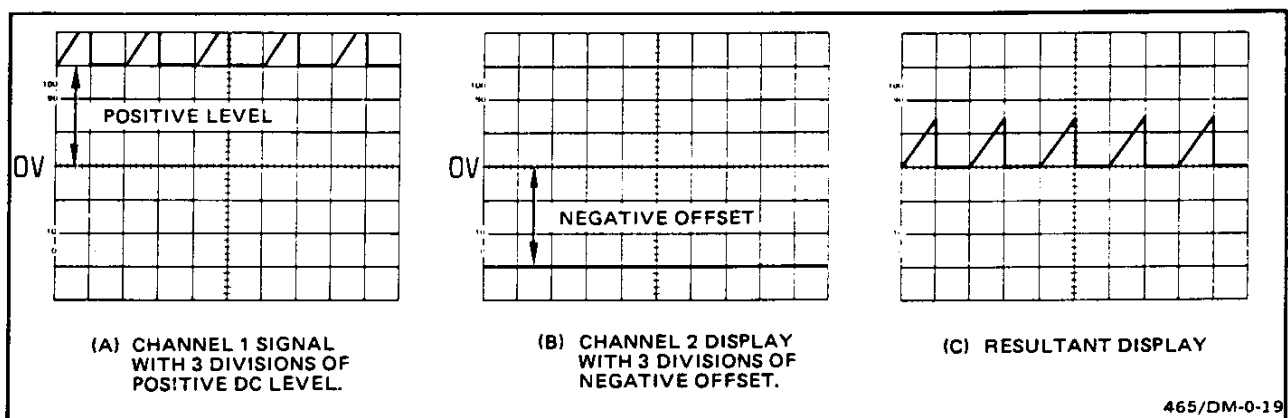 POSITIVE LEVEL
0V
(A) CHANNEL 1 SIGNAL
WITH 3 DIVISIONS OF
POSITIVE DC LEVEL.
0V
NEGATIVE OFFSET
(B) CHANNEL 2 DISPLAY
WITH 3 DIVISIONS OF
NEGATIVE OFFSET.
(C) RESULTANT DISPLAY
465/DM-0-19